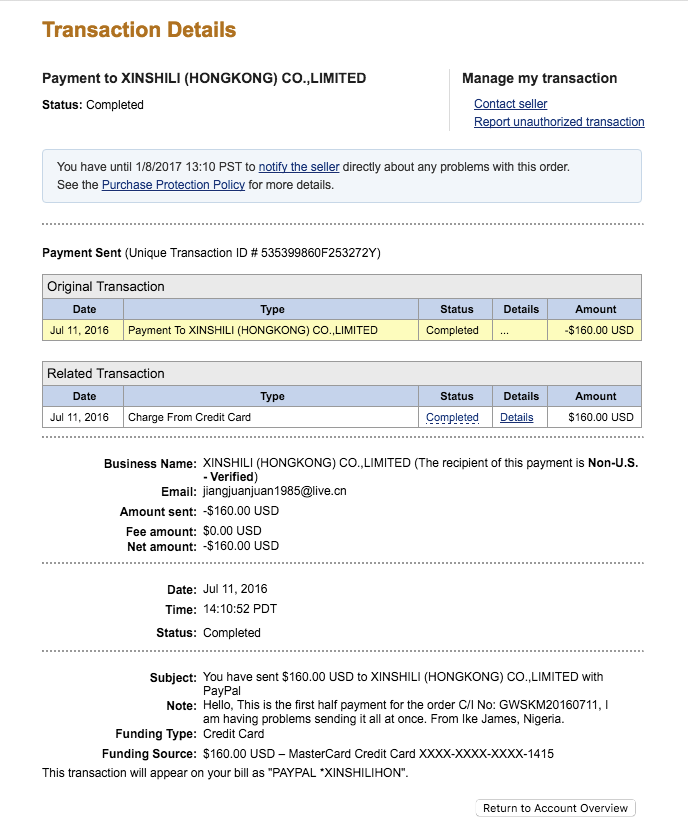 Transaction Details
Payment to XINSHILI (HONGKONG) CO.,LIMITED
Status: Completed
Manage my transaction
Contact seller
Report unauthorized transaction
You have until 1/8/2017 13:10 PST to notify the seller directly about any problems with this order.
See the Purchase Protection Policy for more details.
Payment Sent (Unique Transaction ID # 535399860F253272Y)
Original Transaction
Date Type Status Details Amount
Jul 11, 2016 Payment To XINSHILI (HONGKONG) CO.,LIMITED Completed ... -$160.00 USD
Related Transaction
Date Type Status Details Amount
Jul 11, 2016 Charge From Credit Card Completed Details $160.00 USD
Business Name: XINSHILI (HONGKONG) CO.,LIMITED (The recipient of this payment is Non-U.S.
- Verified)
Email: jiangjuanjuan1985@live.cn
Amount sent: -$160.00 USD
Fee amount: $0.00 USD
Net amount: -$160.00 USD
Date: Jul 11, 2016
Time: 14:10:52 PDT
Status: Completed
Subject: You have sent $160.00 USD to XINSHILI (HONGKONG) CO.,LIMITED with
PayPal
Note: Hello, This is the first half payment for the order C/I No: GWSKM20160711, I
am having problems sending it all at once. From Ike James, Nigeria.
Funding Type: Credit Card
Funding Source: $160.00 USD – MasterCard Credit Card XXXX-XXXX-XXXX-1415
This transaction will appear on your bill as "PAYPAL *XINSHILIHON".
Return to Account Overview